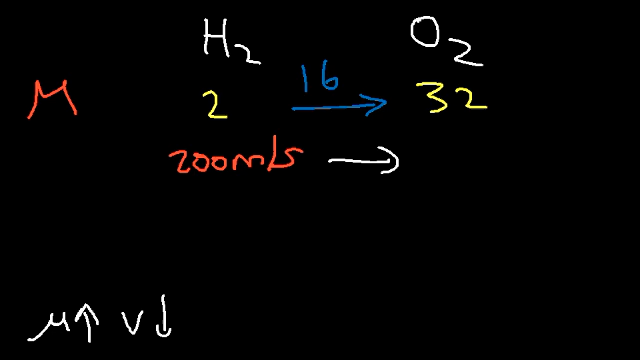 H₂ O₂
M 2 16 → 32
200m/s →
μ↑ v↓